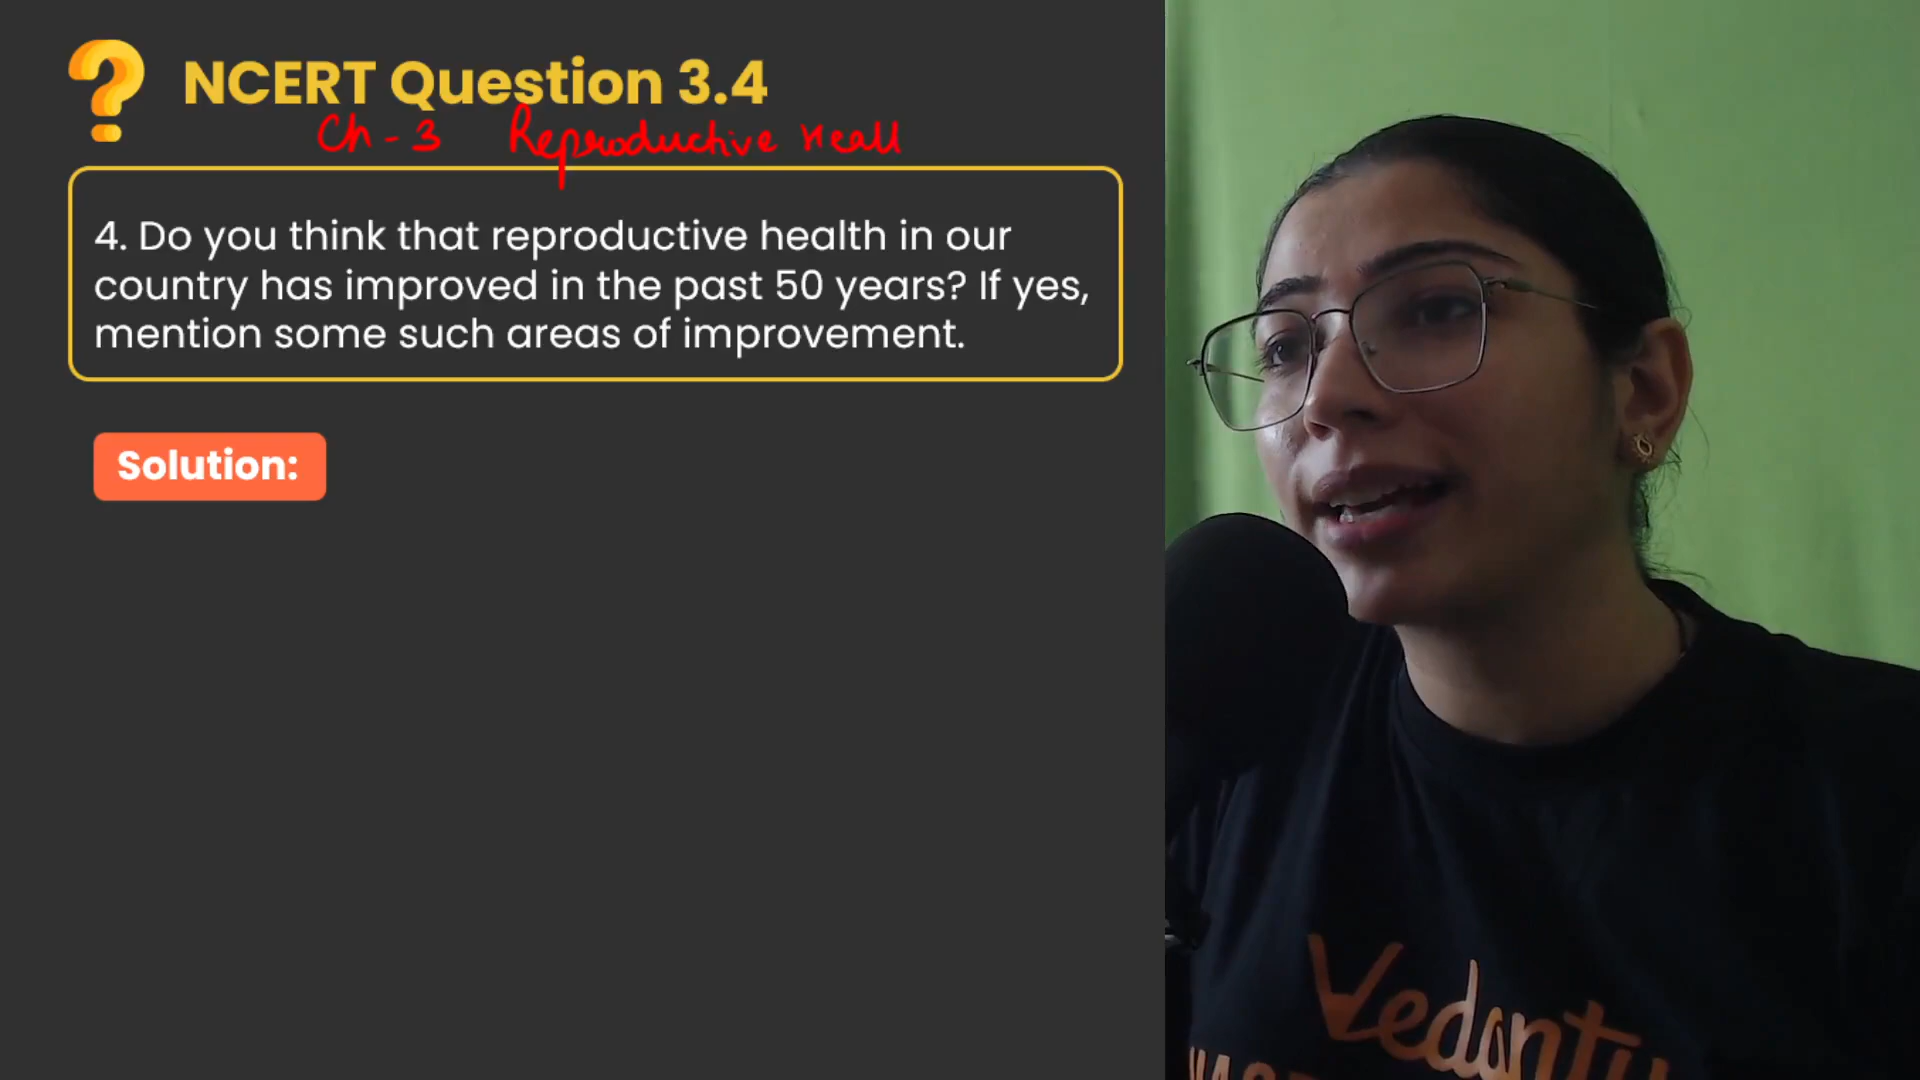 NCERT Question 3.4
Ch - 3 Reproductive Heal
4. Do you think that reproductive health in our
country has improved in the past 50 years? If yes,
mention some such areas of improvement.
Solution:
Vedantu